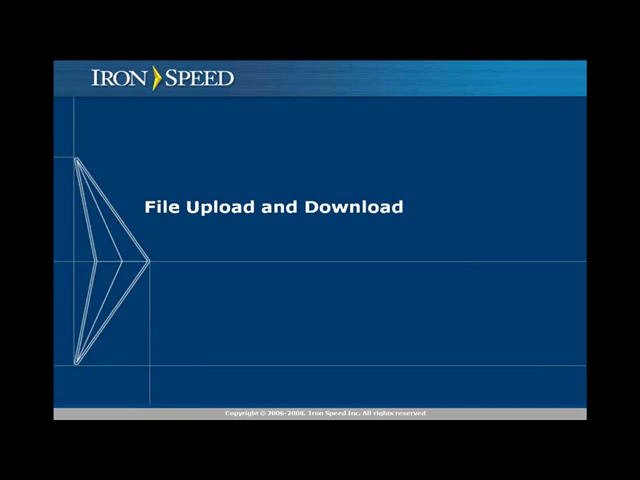 IRON SPEED
File Upload and Download
Copyright © 2006-2008. Iron Speed Inc. All rights reserved